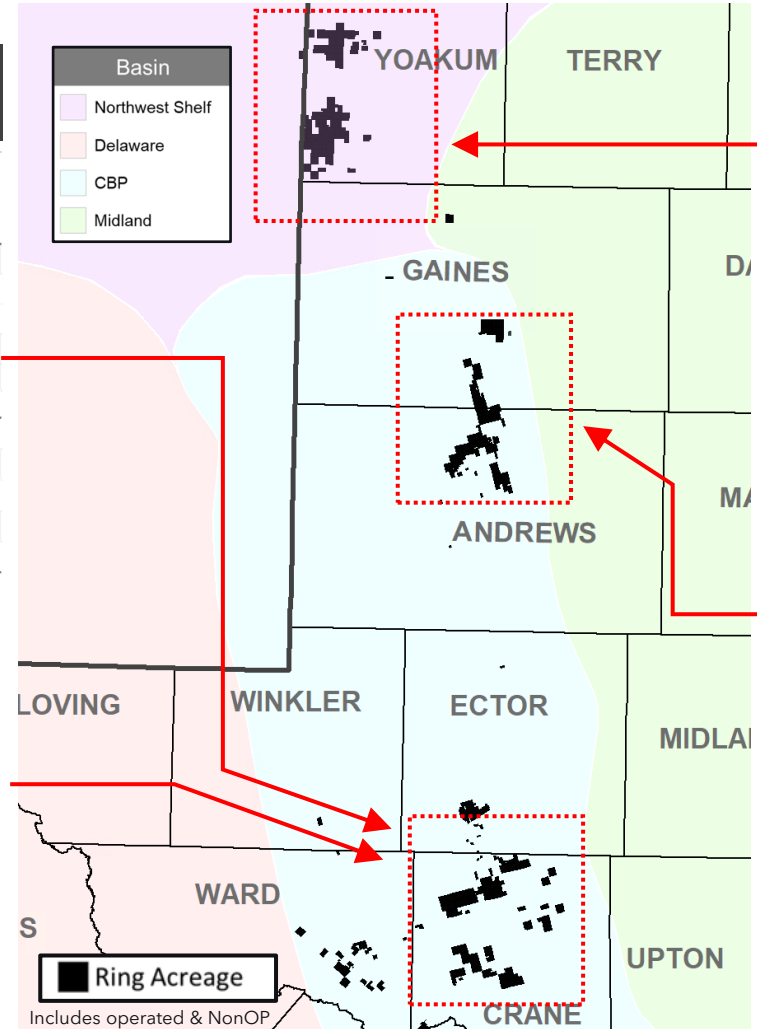 YOAKUM
TERRY
Basin
Northwest Shelf
Delaware
CBP
Midland
GAINES
ANDREWS
LOVING
WINKLER
ECTOR
MIDLA
WARD
S
UPTON
Ring Acreage
CRANE
Includes operated & NonOP